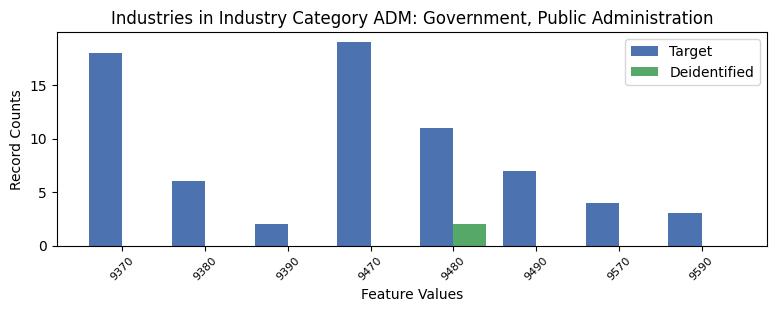 Industries in Industry Category ADM: Government, Public Administration
Target
Deidentified
Record Counts
15
10
5
0
9370 9380 9390 9470 9480 9490 9570 9590
Feature Values